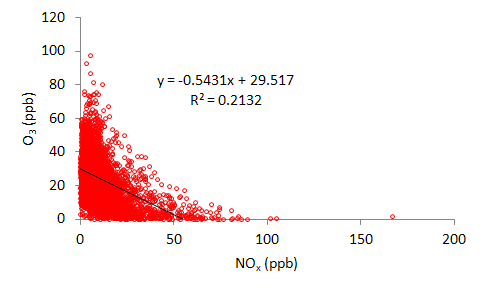 120
100
80
60
40
20
0
O₃ (ppb)
y = -0.5431x + 29.517
R² = 0.2132
0 50 100 150 200
NOₓ (ppb)